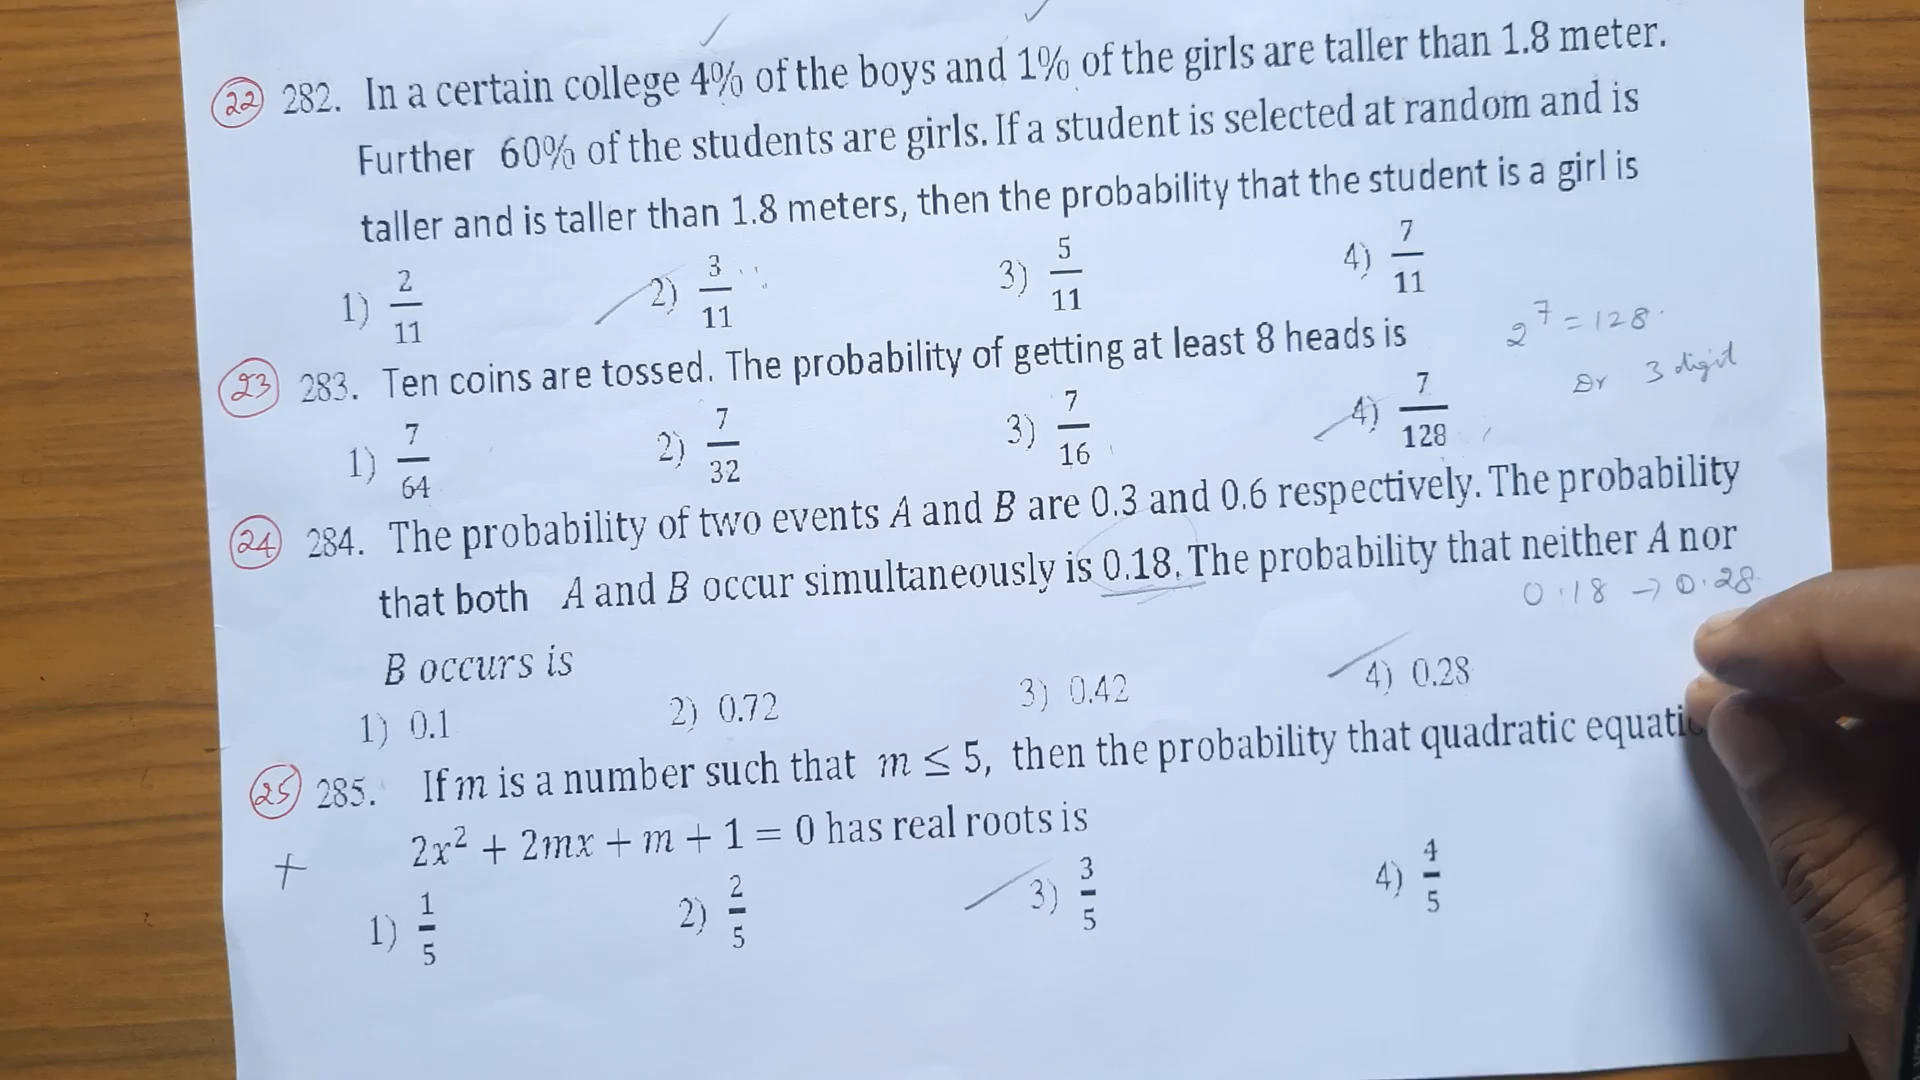 22 282. In a certain college 4% of the boys and 1% of the girls are taller than 1.8 meter.
Further 60% of the students are girls. If a student is selected at random and is
taller and is taller than 1.8 meters, then the probability that the student is a girl is
1) 2/11 2) 3/11 3) 5/11 4) 7/11
2^7 = 128.
23 283. Ten coins are tossed. The probability of getting at least 8 heads is
Dr 3 digit
1) 7/64 2) 7/32 3) 7/16 4) 7/128
24 284. The probability of two events A and B are 0.3 and 0.6 respectively. The probability
that both A and B occur simultaneously is 0.18. The probability that neither A nor
0.18 → 0.28
B occurs is
1) 0.1 2) 0.72 3) 0.42 4) 0.28
25 285. If m is a number such that m ≤ 5, then the probability that quadratic
2x² + 2mx + m + 1 = 0 has real roots is
+
1) 1/5 2) 2/5 3) 3/5 4) 4/5